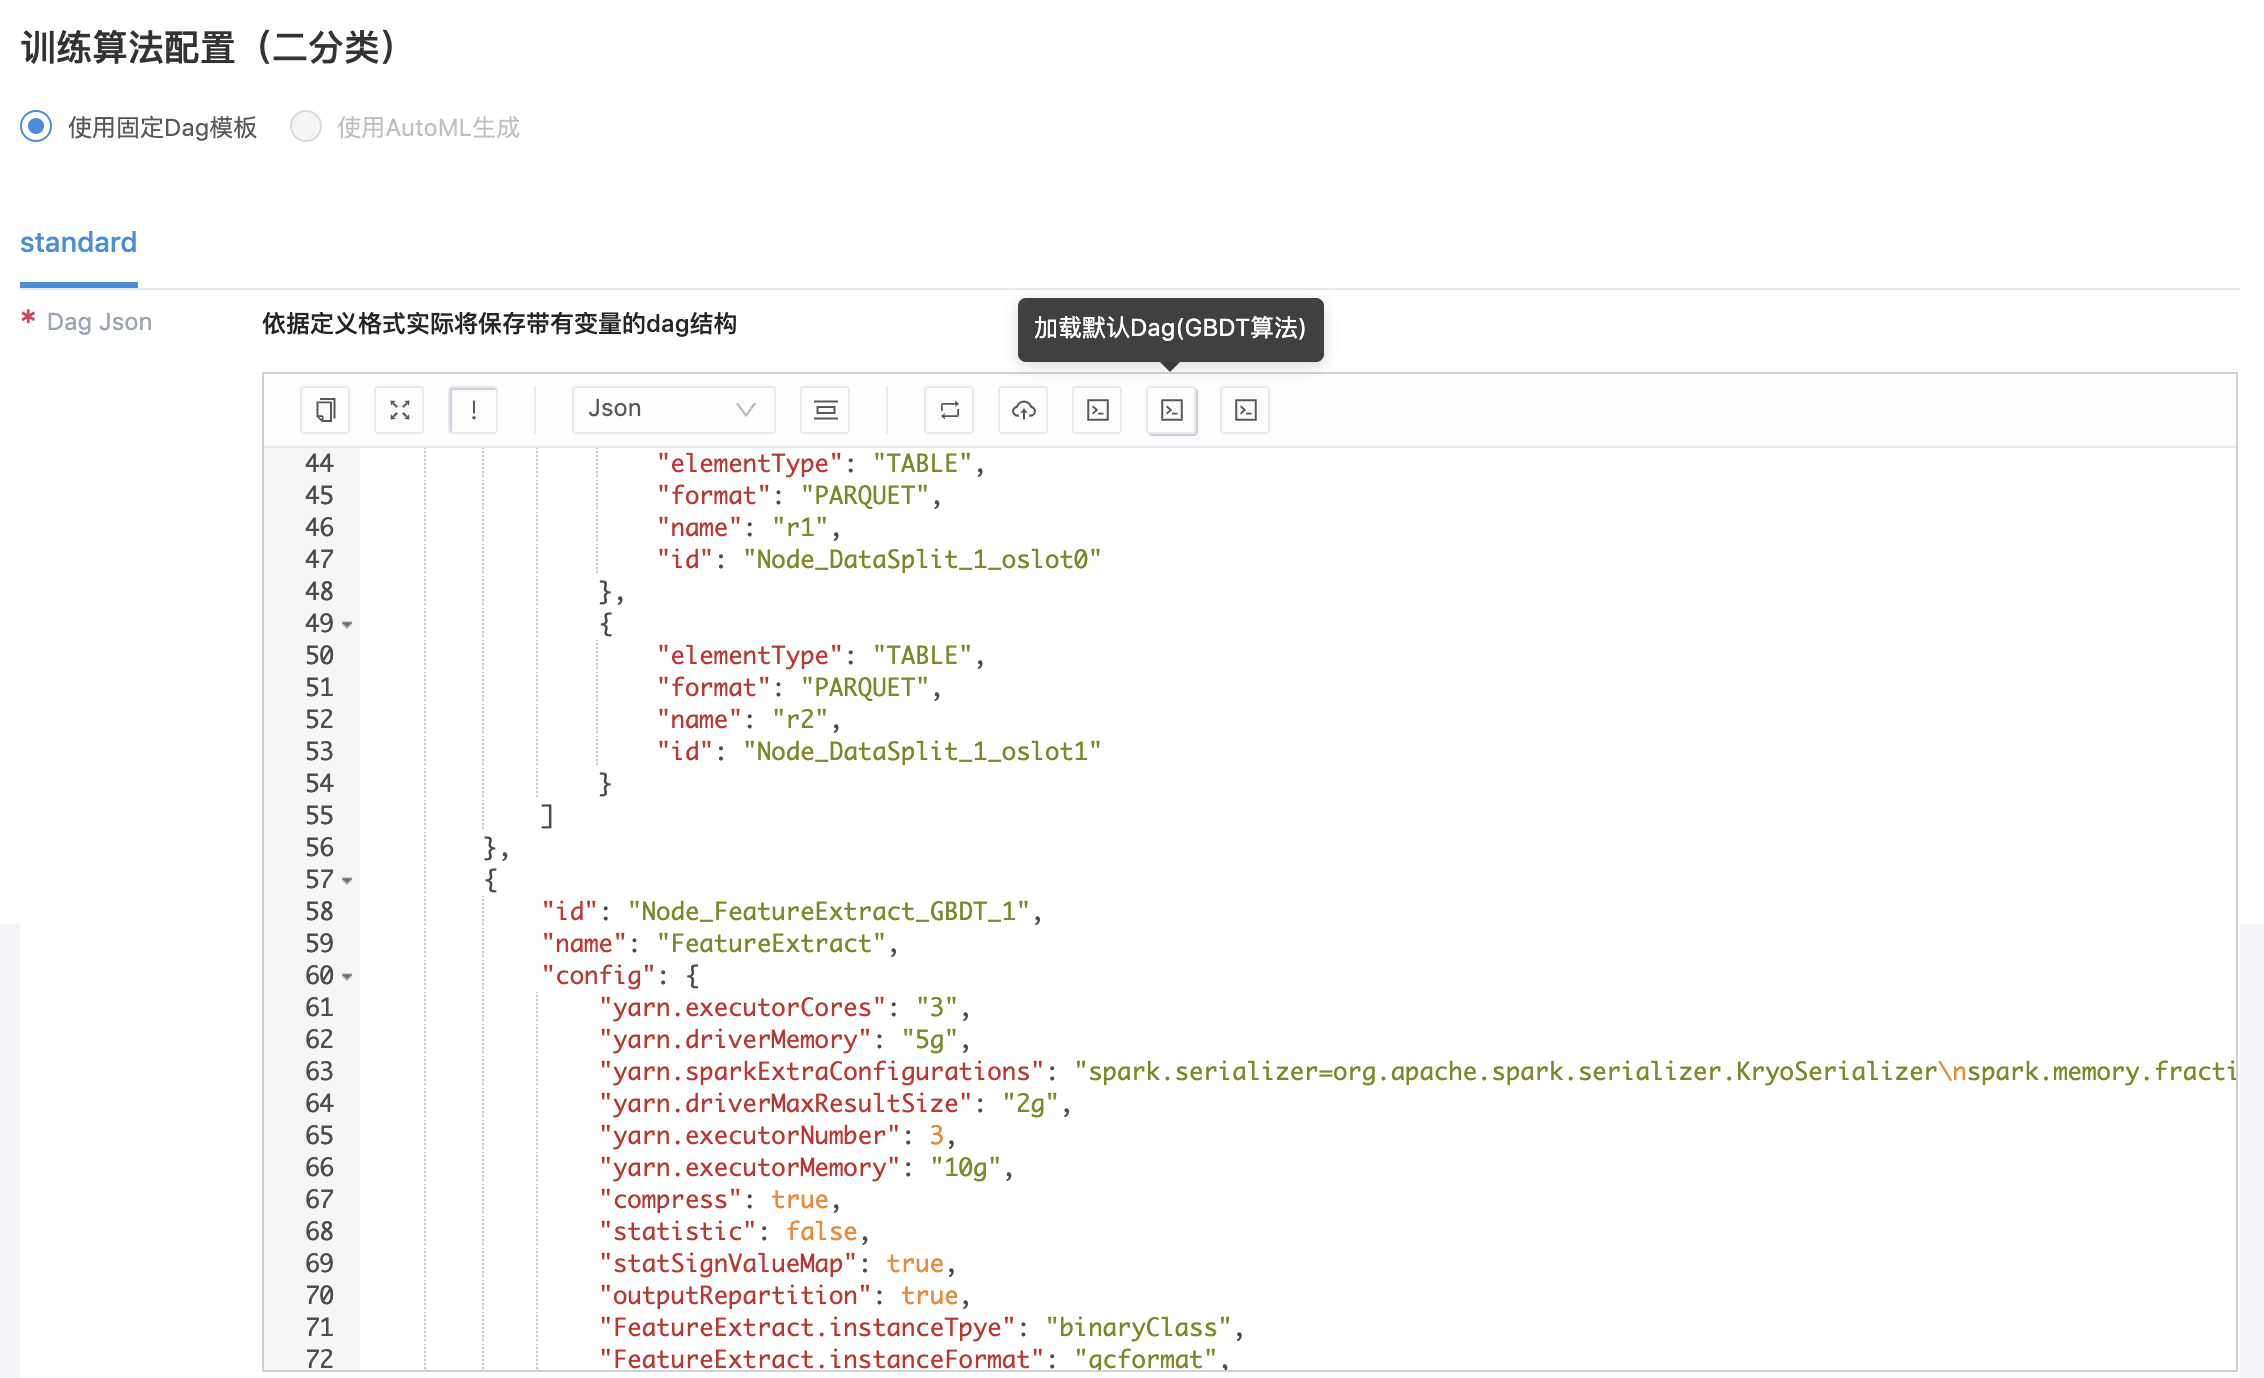 训练算法配置（二分类）
使用固定Dag模板 使用AutoML生成
standard
* Dag Json 依据定义格式实际将保存带有变量的dag结构
加载默认Dag(GBDT算法)
! Json
44 "elementType": "TABLE",
45 "format": "PARQUET",
46 "name": "r1",
47 "id": "Node_DataSplit_1_oslot0"
48 },
49 {
50 "elementType": "TABLE",
51 "format": "PARQUET",
52 "name": "r2",
53 "id": "Node_DataSplit_1_oslot1"
54 }
55 ]
56 },
57 {
58 "id": "Node_FeatureExtract_GBDT_1",
59 "name": "FeatureExtract",
60 "config": {
61 "yarn.executorCores": "3",
62 "yarn.driverMemory": "5g",
63 "yarn.sparkExtraConfigurations": "spark.serializer=org.apache.spark.serializer.KryoSerializer\nspark.memory.fracti
64 "yarn.driverMaxResultSize": "2g",
65 "yarn.executorNumber": 3,
66 "yarn.executorMemory": "10g",
67 "compress": true,
68 "statistic": false,
69 "statSignValueMap": true,
70 "outputRepartition": true,
71 "FeatureExtract.instanceTpye": "binaryClass",
72 "FeatureExtract.instanceFormat": "gcformat",